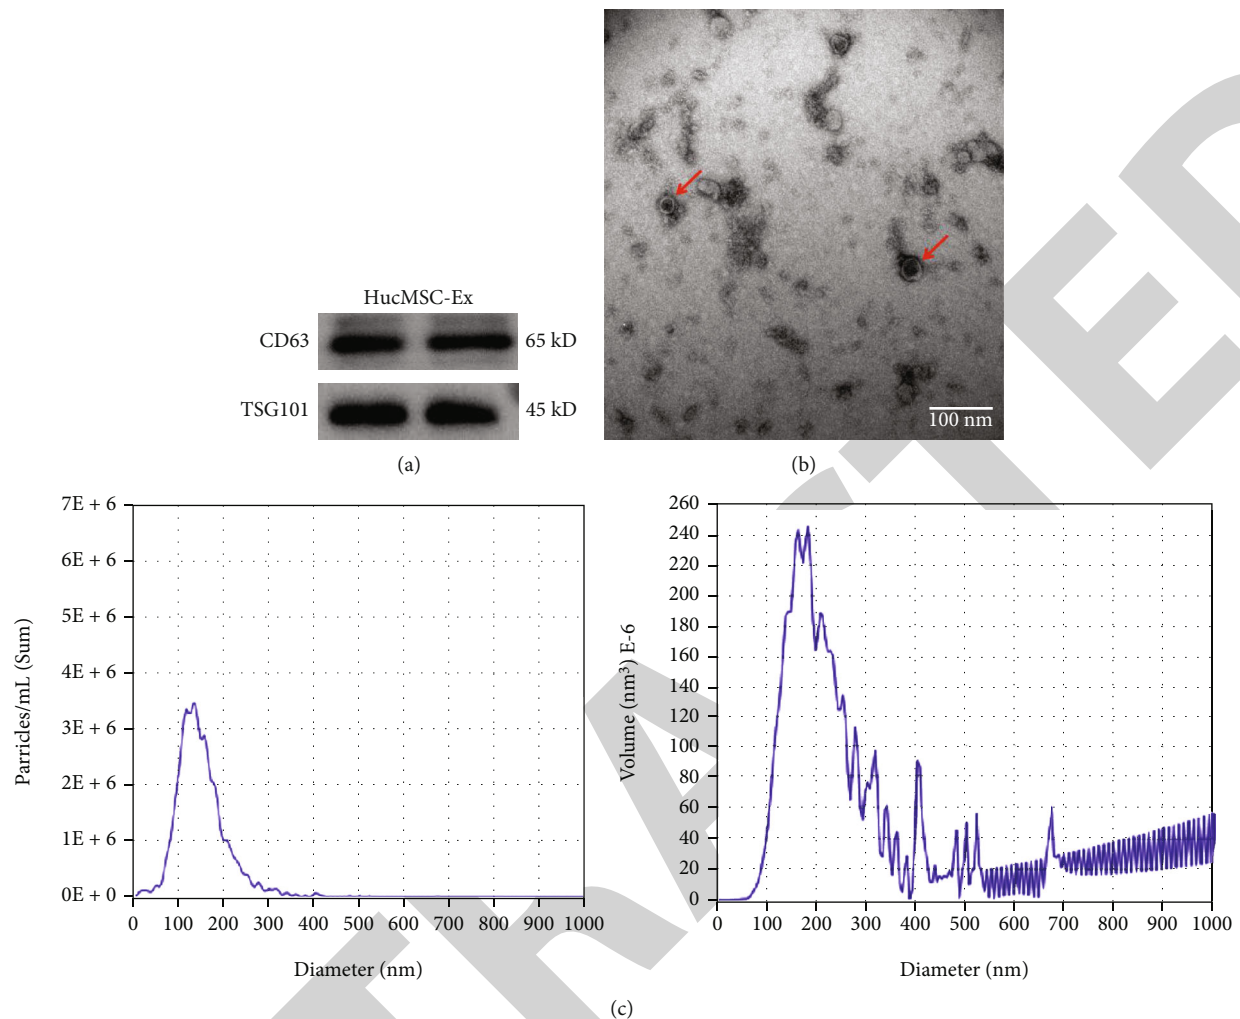 HucMSC-Ex
CD63
65 kD
TSG101
45 kD
(a)
100 nm
(b)
7E + 6
6E + 6
5E + 6
4E + 6
3E + 6
2E + 6
1E + 6
0E + 0
Parrides/mL (Sum)
0 100 200 300 400 500 600 700 800 900 1000
Diameter (nm)
260
240
220
200
180
160
140
120
100
80
60
40
20
0
Volume (nm³) E-6
0 100 200 300 400 500 600 700 800 900 1000
Diameter (nm)
(c)
TRACTED